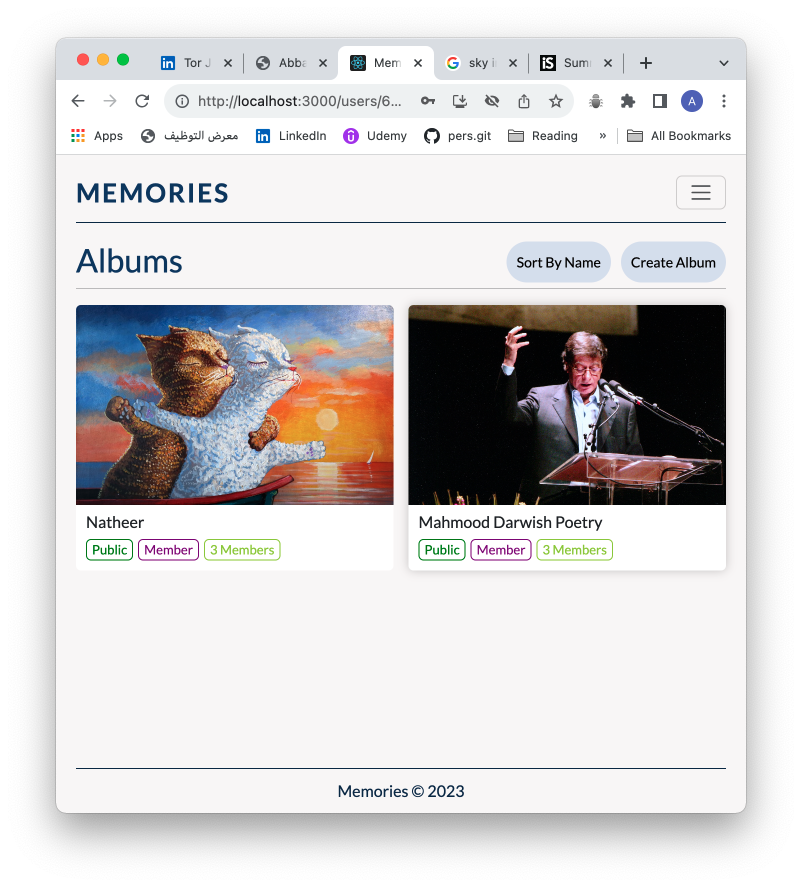 Tor J
Abba
Mem
sky i
Sum
http://localhost:3000/users/6...
A
Apps
معرض التوظيف
LinkedIn
Udemy
pers.git
Reading
»
All Bookmarks
MEMORIES
Albums
Sort By Name
Create Album
Natheer
Public Member 3 Members
Mahmood Darwish Poetry
Public Member 3 Members
Memories © 2023